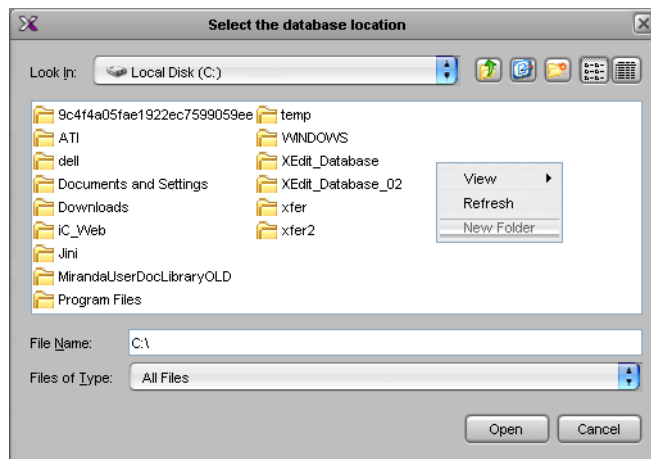 Select the database location
Look In: Local Disk (C:)
9c4f4a05fae1922ec7599059ee
ATI
dell
Documents and Settings
Downloads
iC_Web
Jini
MirandaUserDocLibraryOLD
Program Files
temp
WINDOWS
XEdit_Database
XEdit_Database_02
xfer
xfer2
View
Refresh
New Folder
File Name: C:\
Files of Type: All Files
Open Cancel